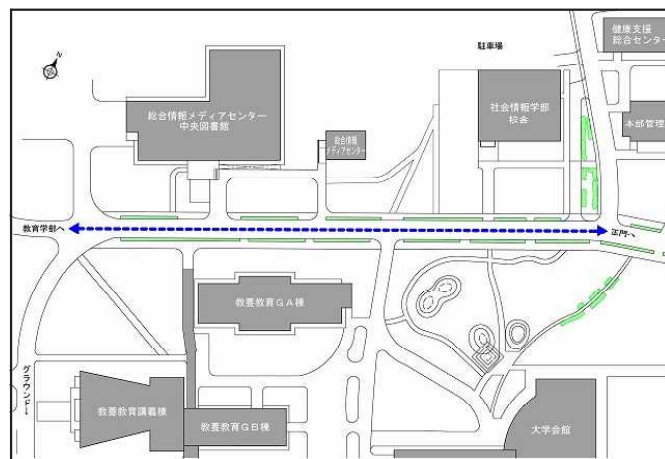 N
駐車場
健康支援
総合センター
総合情報メディアセンター
中央図書館
社会情報学部
校舎
総合情報
メディアセンター
本部管理
教育学部へ
正門へ
教養教育GA棟
グラウンド→
教養教育講義棟
教養教育GB棟
大学会館